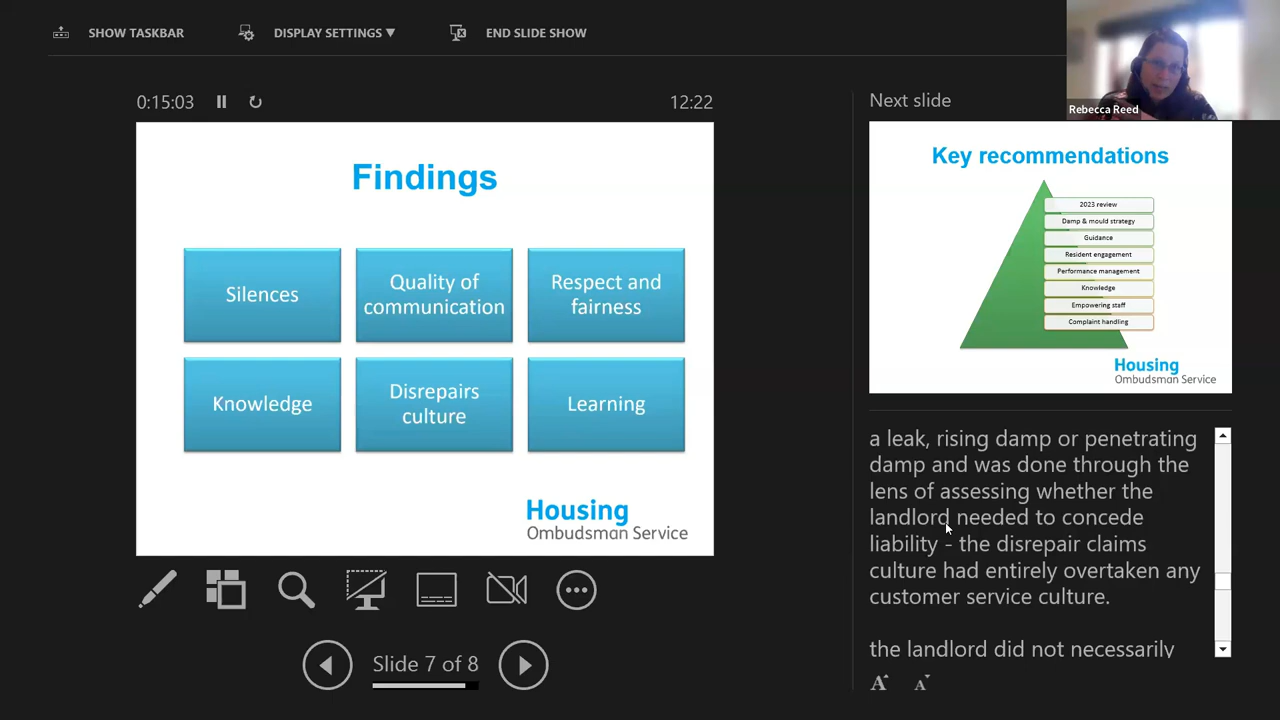 SHOW TASKBAR
DISPLAY SETTINGS ▼
END SLIDE SHOW
Rebecca Reed
0:15:03
12:22
Findings
Silences
Quality of
communication
Respect and
fairness
Knowledge
Disrepairs
culture
Learning
Housing
Ombudsman Service
Slide 7 of 8
Next slide
Key recommendations
2023 review
Damp & mould strategy
Guidance
Resident engagement
Performance management
Knowledge
Empowering staff
Complaint handling
Housing
Ombudsman Service
a leak, rising damp or penetrating
damp and was done through the
lens of assessing whether the
landlord needed to concede
liability - the disrepair claims
culture had entirely overtaken any
customer service culture.
the landlord did not necessarily
A A